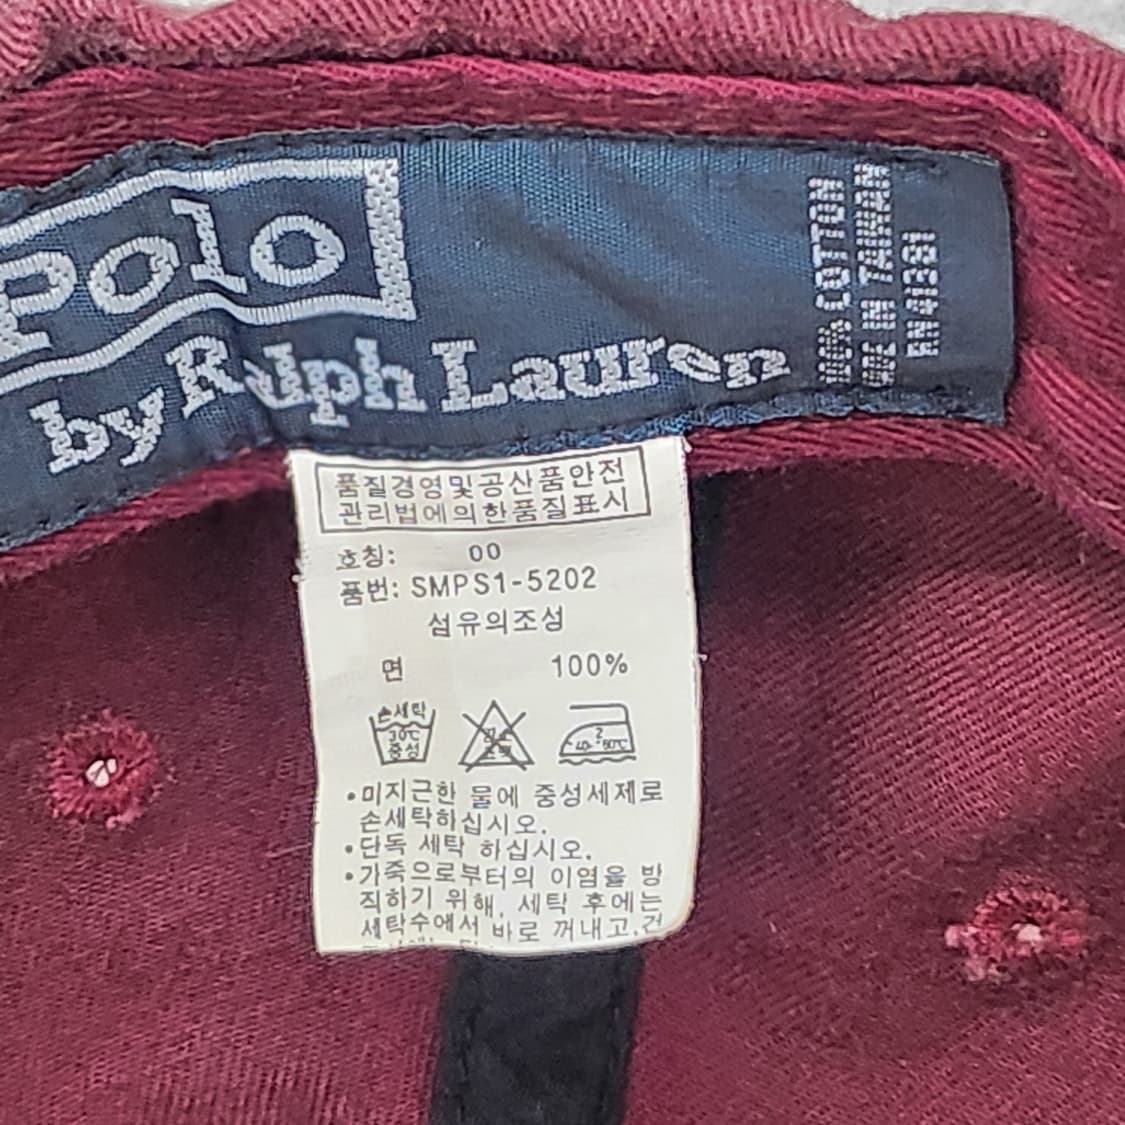 Polo
by Ralph Lauren
100% COTTON
MADE IN TAIWAN
RN 41381
품질경영및공산품안전
관리법에의한품질표시
호칭: 00
품번: SMPS1-5202
섬유의조성
면 100%
손세탁
30℃
중성
2
40-60℃
•미지근한 물에 중성세제로
손세탁하십시오.
•단독 세탁 하십시오.
•가죽으로부터의 이염을 방
직하기 위해, 세탁 후에는
세탁수에서 바로 꺼내고,건